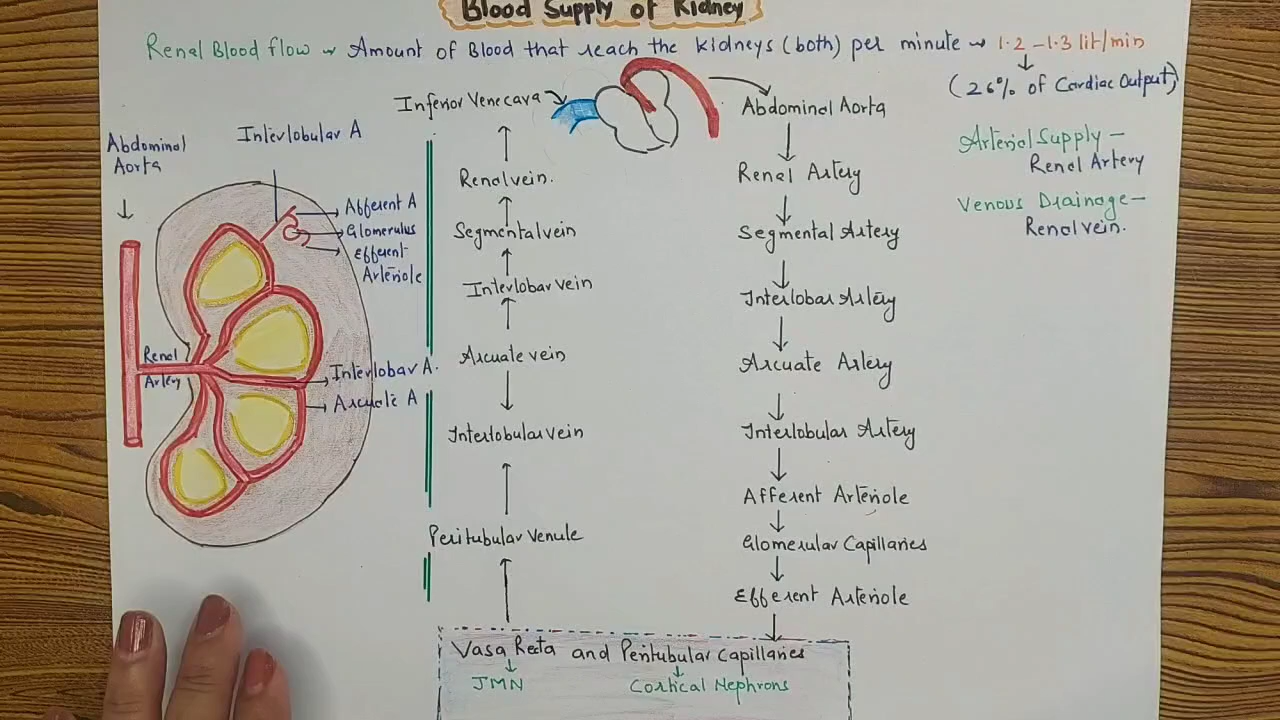 Blood Supply of Kidney
Renal Blood flow → Amount of Blood that reach the kidneys (both) per minute → 1.2 - 1.3 lit/min
(26% of Cardiac Output)
Abdominal
Aorta
↓
Interlobular A
Afferent A
Glomerulus
Efferent
Arteriole
Renal
Artery
Interlobar A.
Arcuate A
Inferior Venecava
Renal vein.
Segmental vein
Interlobar vein
Arcuate vein
Interlobular vein
Peritubular Venule
Abdominal Aorta
Renal Artery
Segmental Artery
Interlobar Artery
Arcuate Artery
Interlobular Artery
Afferent Arteriole
Glomerular Capillaries
Efferent Arteriole
Vasa Recta and Peritubular Capillaries
JMN
Cortical Nephrons
Arterial Supply -
Renal Artery
Venous Drainage -
Renal vein.